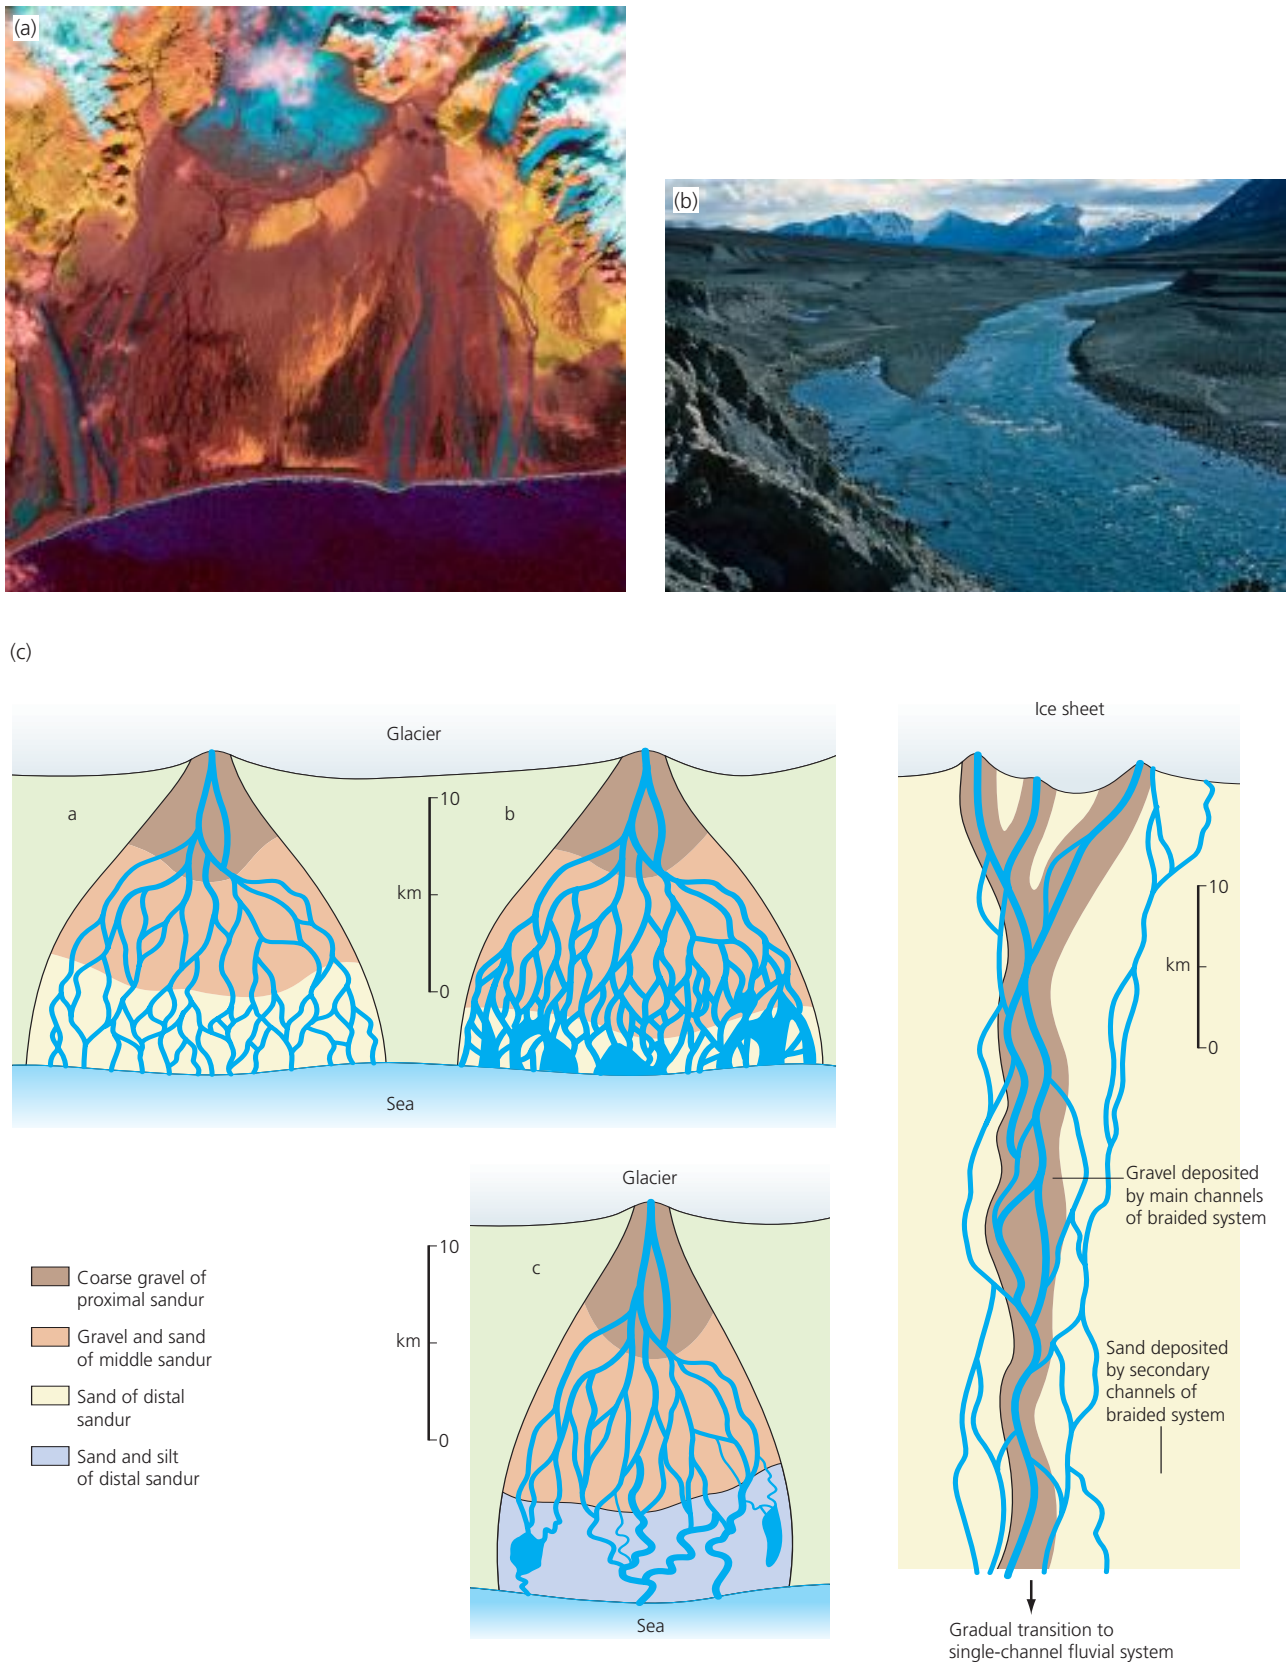 (a)
(b)
(c)
Glacier
a
b
10
km
0
Sea
Glacier
c
10
km
0
Sea
Coarse gravel of
proximal sandur
Gravel and sand
of middle sandur
Sand of distal
sandur
Sand and silt
of distal sandur
Ice sheet
10
km
0
Gravel deposited
by main channels
of braided system
Sand deposited
by secondary
channels of
braided system
Gradual transition to
single-channel fluvial system